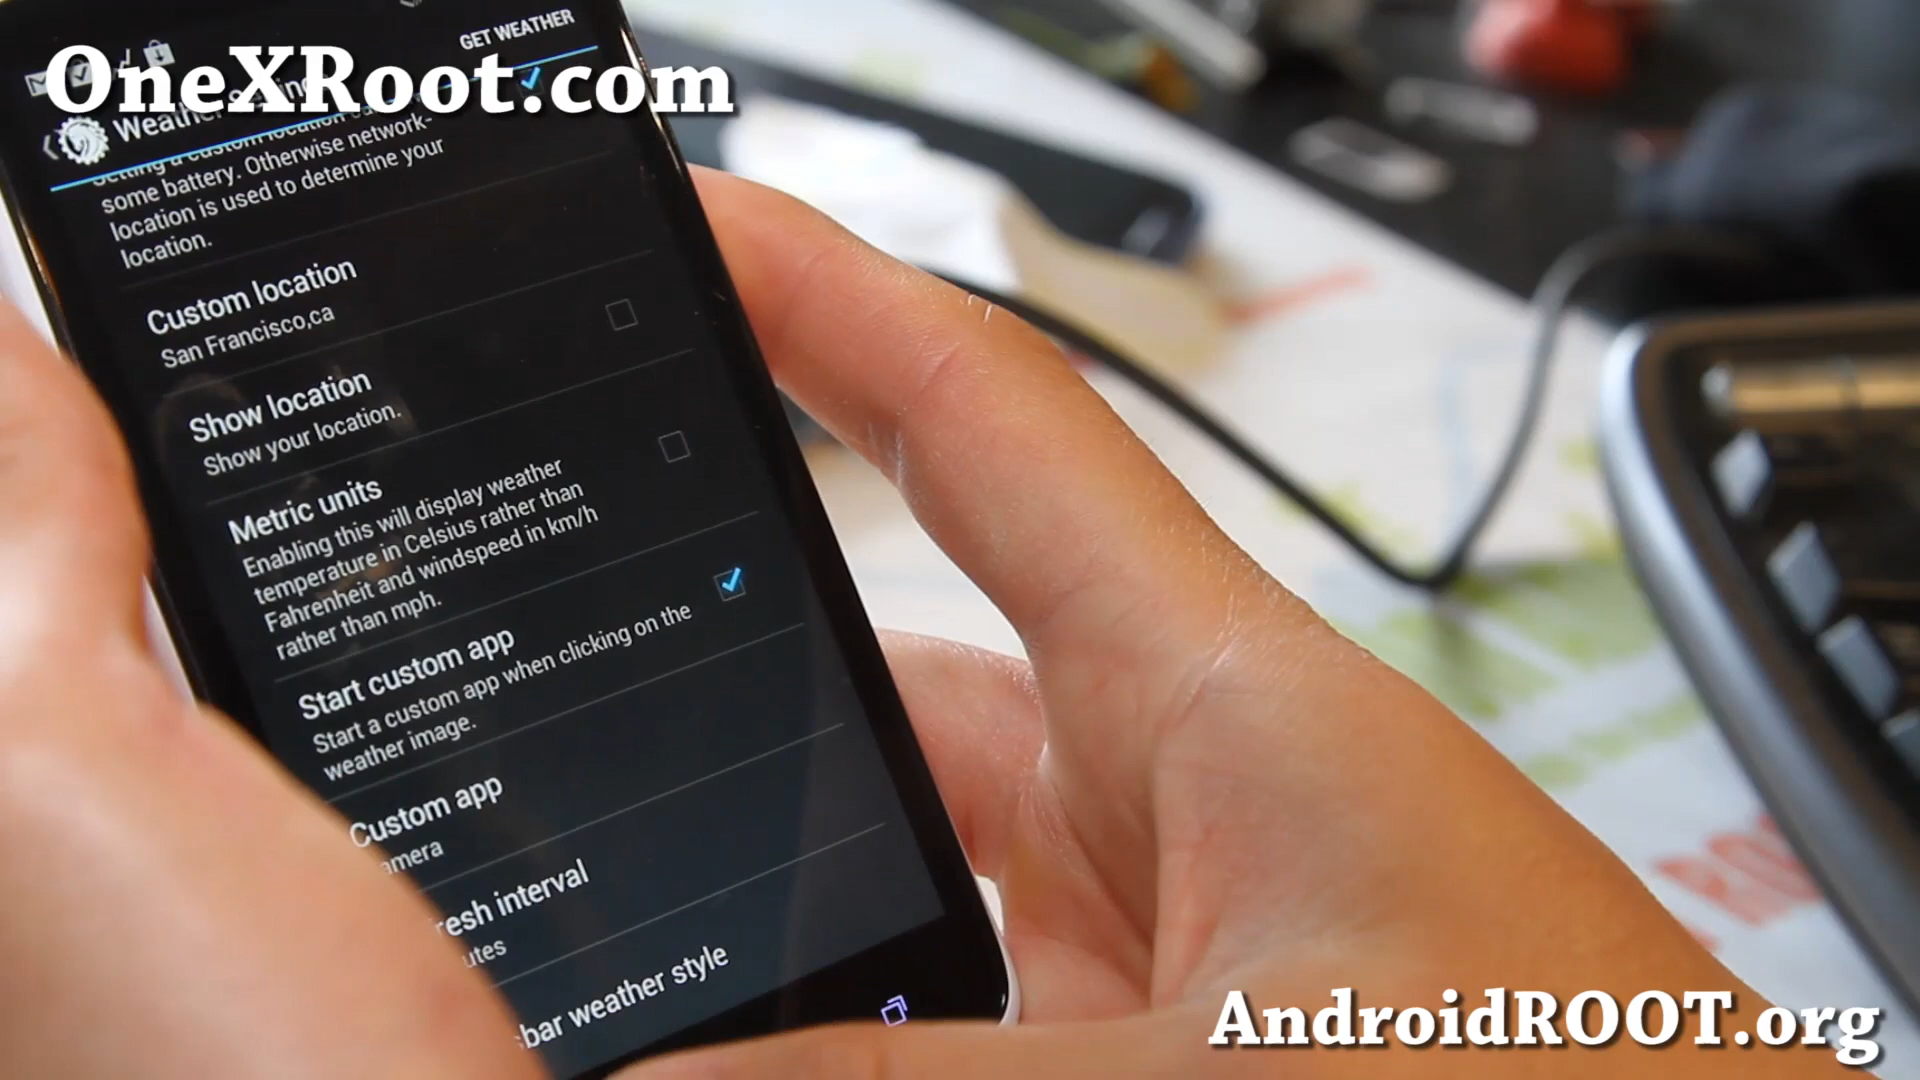 GET WEATHER
OneXRoot.com
some battery. Otherwise network-
location is used to determine your
location.
Custom location
San Francisco,ca
Show location
Show your location.
Metric units
Enabling this will display weather
temperature in Celsius rather than
Fahrenheit and windspeed in km/h
rather than mph.
Start custom app
Start a custom app when clicking on the
weather image.
Custom app
amera
resh interval
utes
bar weather style
AndroidROOT.org